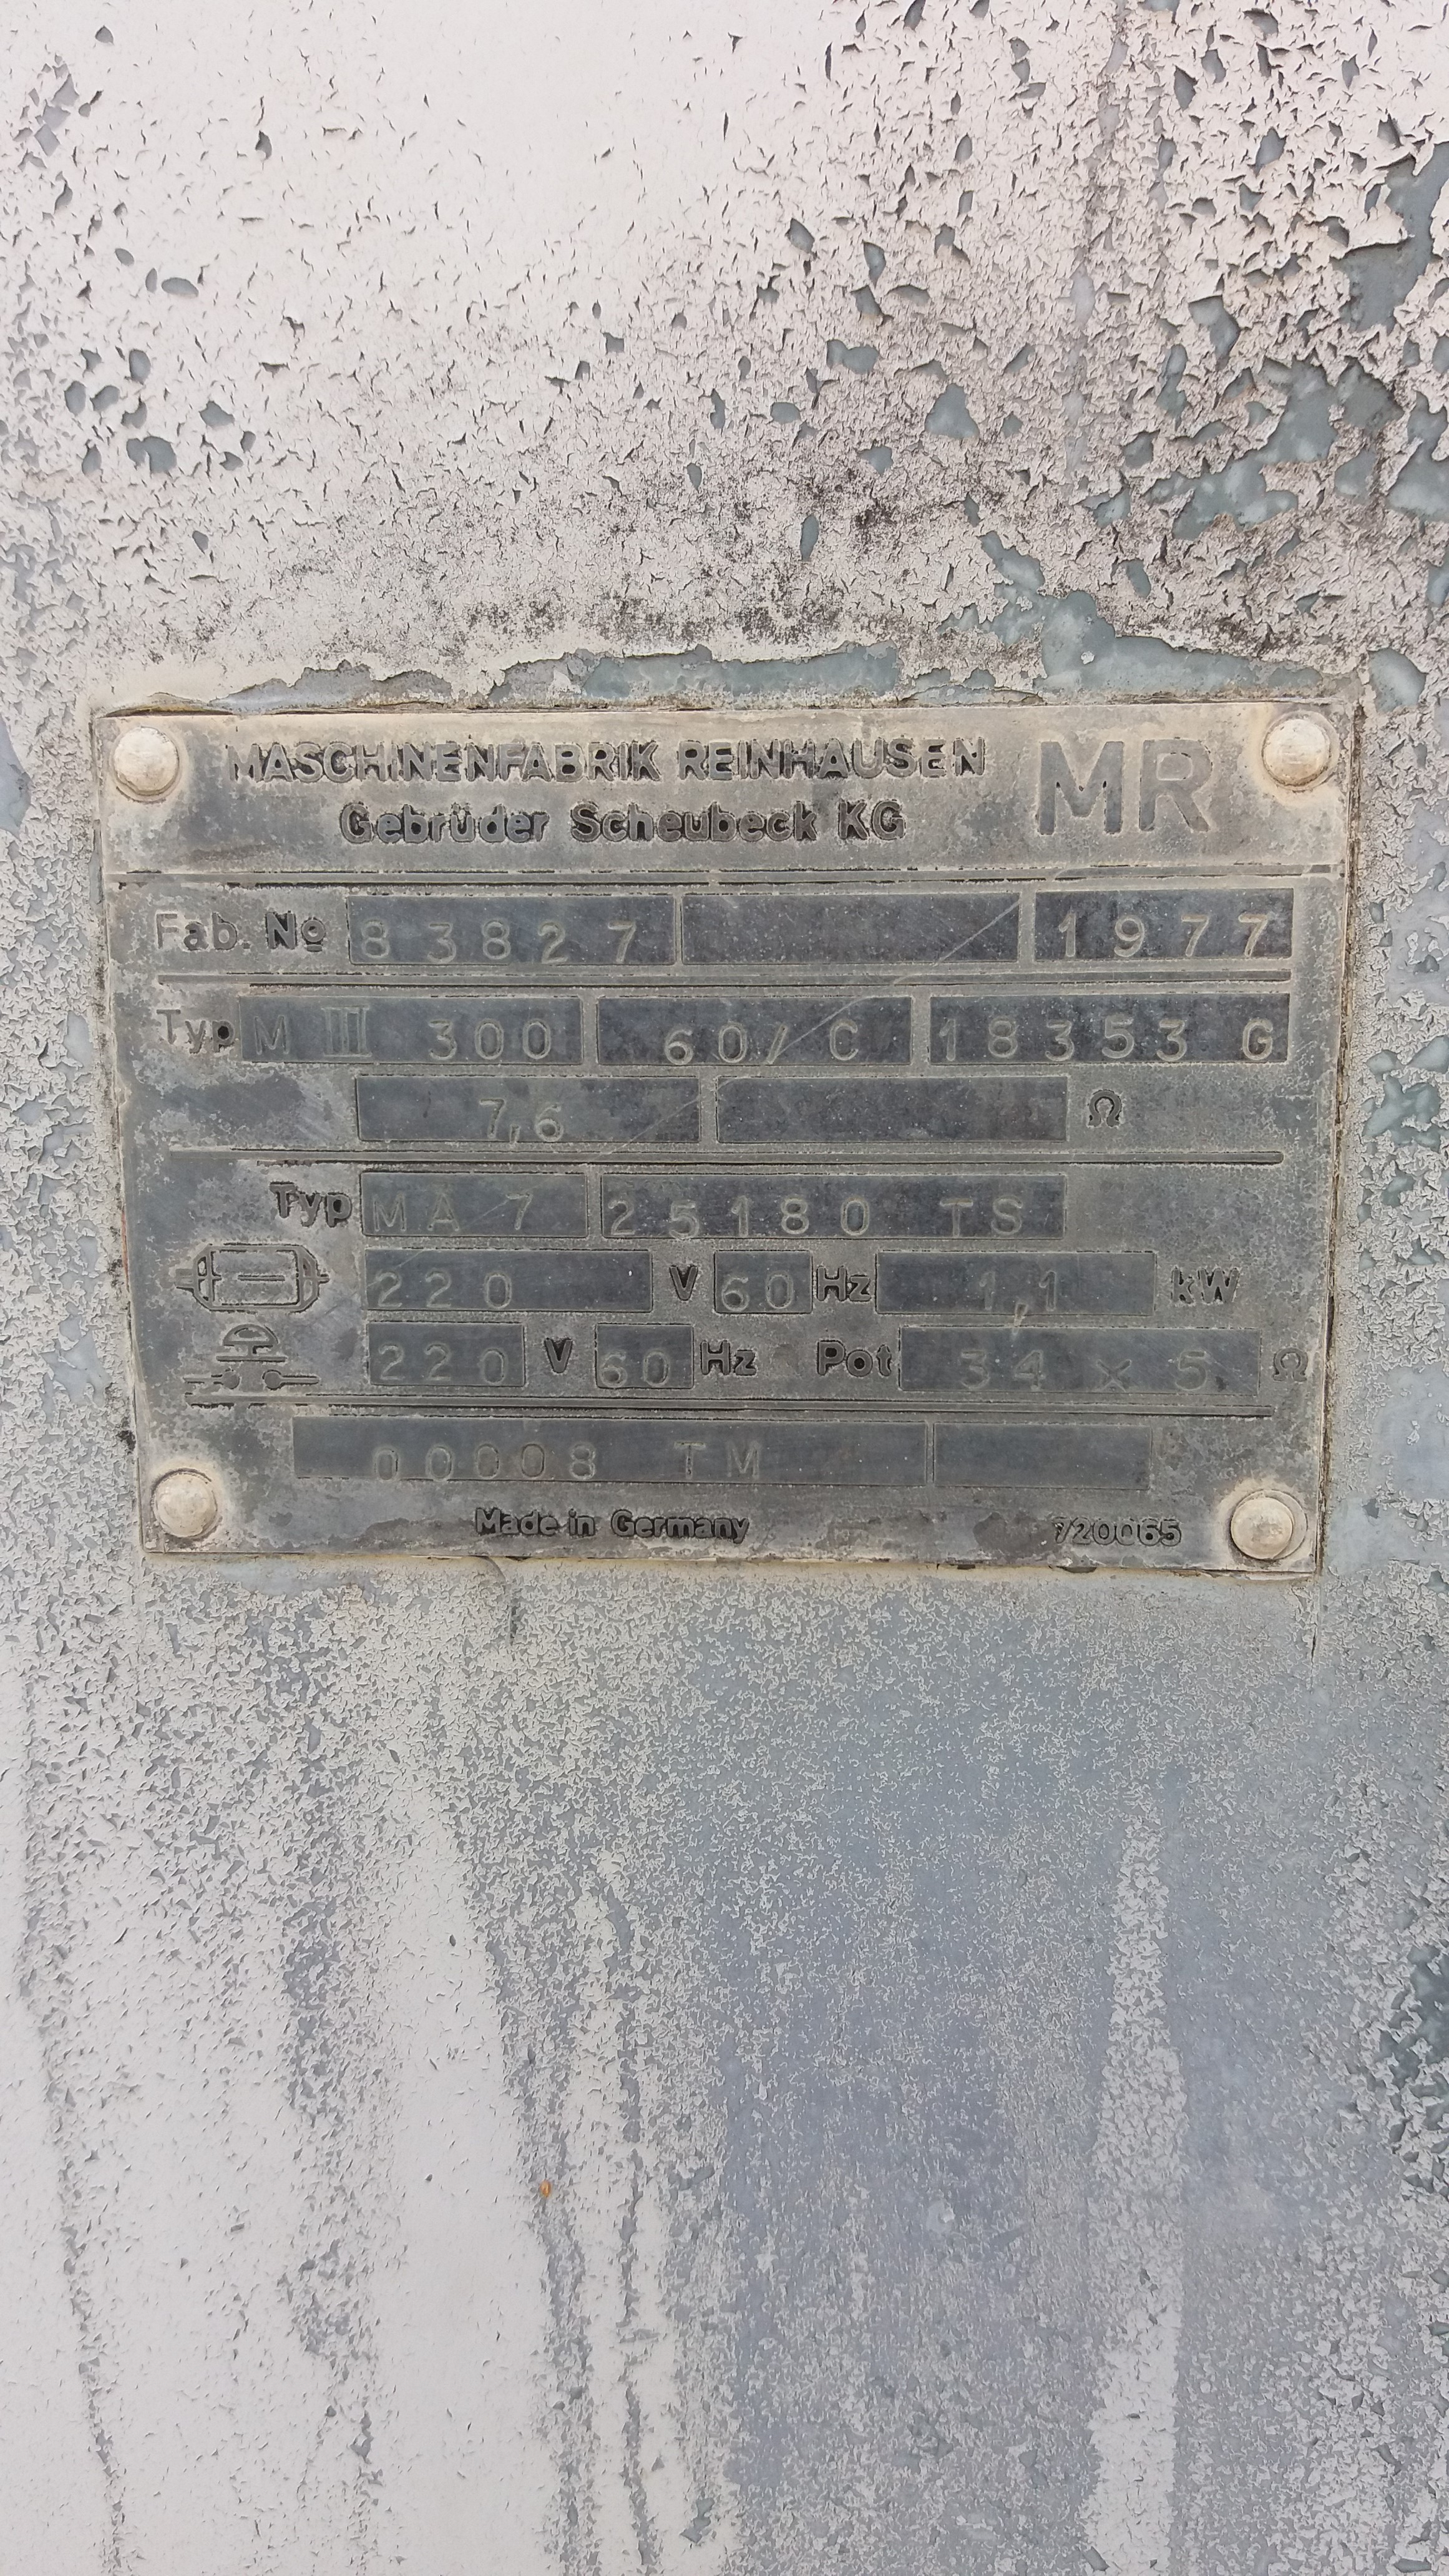 MASCHINENFABRIK REINHAUSEN MR
Gebrüder Scheubeck KG
Fab. № 83827 1977
Typ M III 300 60/C 18353 G
7,6 Ω
Typ MA 7 25180 TS
220 V 60 Hz 1,1 kW
220 V 60 Hz Pot 34 x 5 Ω
00008 TM
Made in Germany 720065